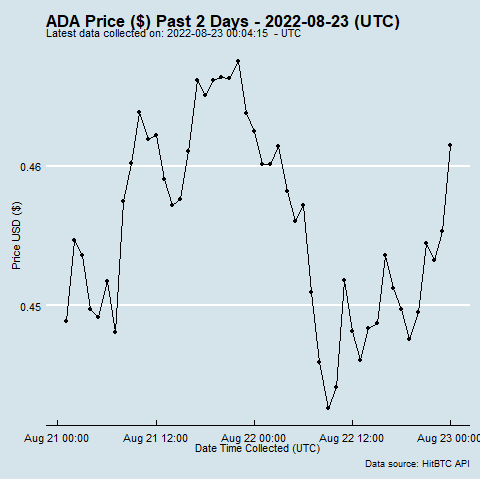 ADA Price ($) Past 2 Days - 2022-08-23 (UTC)
Latest data collected on: 2022-08-23 00:04:15 - UTC
0.46
Price USD ($)
0.45
Aug 21 00:00 Aug 21 12:00 Aug 22 00:00 Aug 22 12:00 Aug 23 00:00
Date Time Collected (UTC)
Data source: HitBTC API